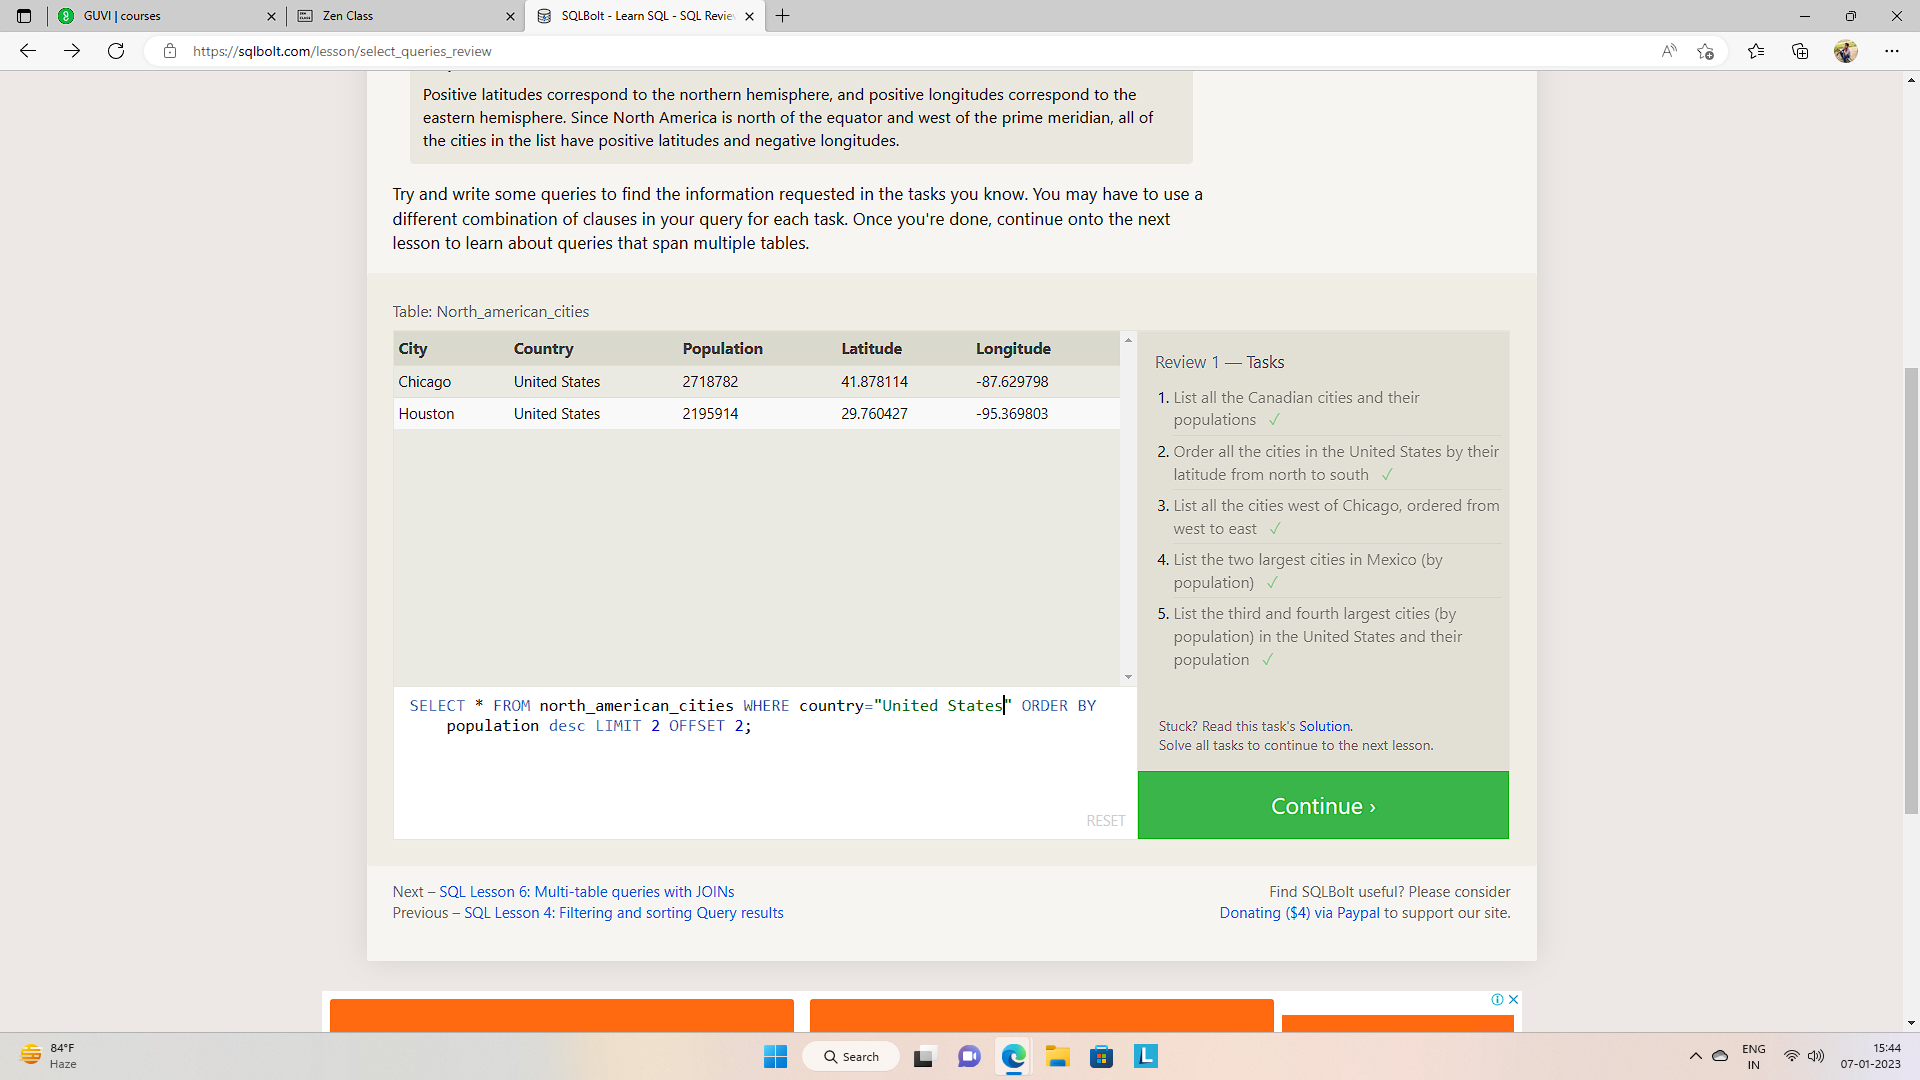 GUVI | courses
Zen Class
SQLBolt - Learn SQL - SQL Revie
https://sqlbolt.com/lesson/select_queries_review
Positive latitudes correspond to the northern hemisphere, and positive longitudes correspond to the
eastern hemisphere. Since North America is north of the equator and west of the prime meridian, all of
the cities in the list have positive latitudes and negative longitudes.
Try and write some queries to find the information requested in the tasks you know. You may have to use a
different combination of clauses in your query for each task. Once you're done, continue onto the next
lesson to learn about queries that span multiple tables.
Table: North_american_cities
City Country Population Latitude Longitude
Chicago United States 2718782 41.878114 -87.629798
Houston United States 2195914 29.760427 -95.369803
Review 1 — Tasks
1. List all the Canadian cities and their
populations ✓
2. Order all the cities in the United States by their
latitude from north to south ✓
3. List all the cities west of Chicago, ordered from
west to east ✓
4. List the two largest cities in Mexico (by
population) ✓
5. List the third and fourth largest cities (by
population) in the United States and their
population ✓
SELECT * FROM north_american_cities WHERE country="United States" ORDER BY
population desc LIMIT 2 OFFSET 2;
RESET
Stuck? Read this task's Solution.
Solve all tasks to continue to the next lesson.
Continue ›
Next – SQL Lesson 6: Multi-table queries with JOINs
Previous – SQL Lesson 4: Filtering and sorting Query results
Find SQLBolt useful? Please consider
Donating ($4) via Paypal to support our site.
84°F
Haze
Search
ENG
IN
15:44
07-01-2023